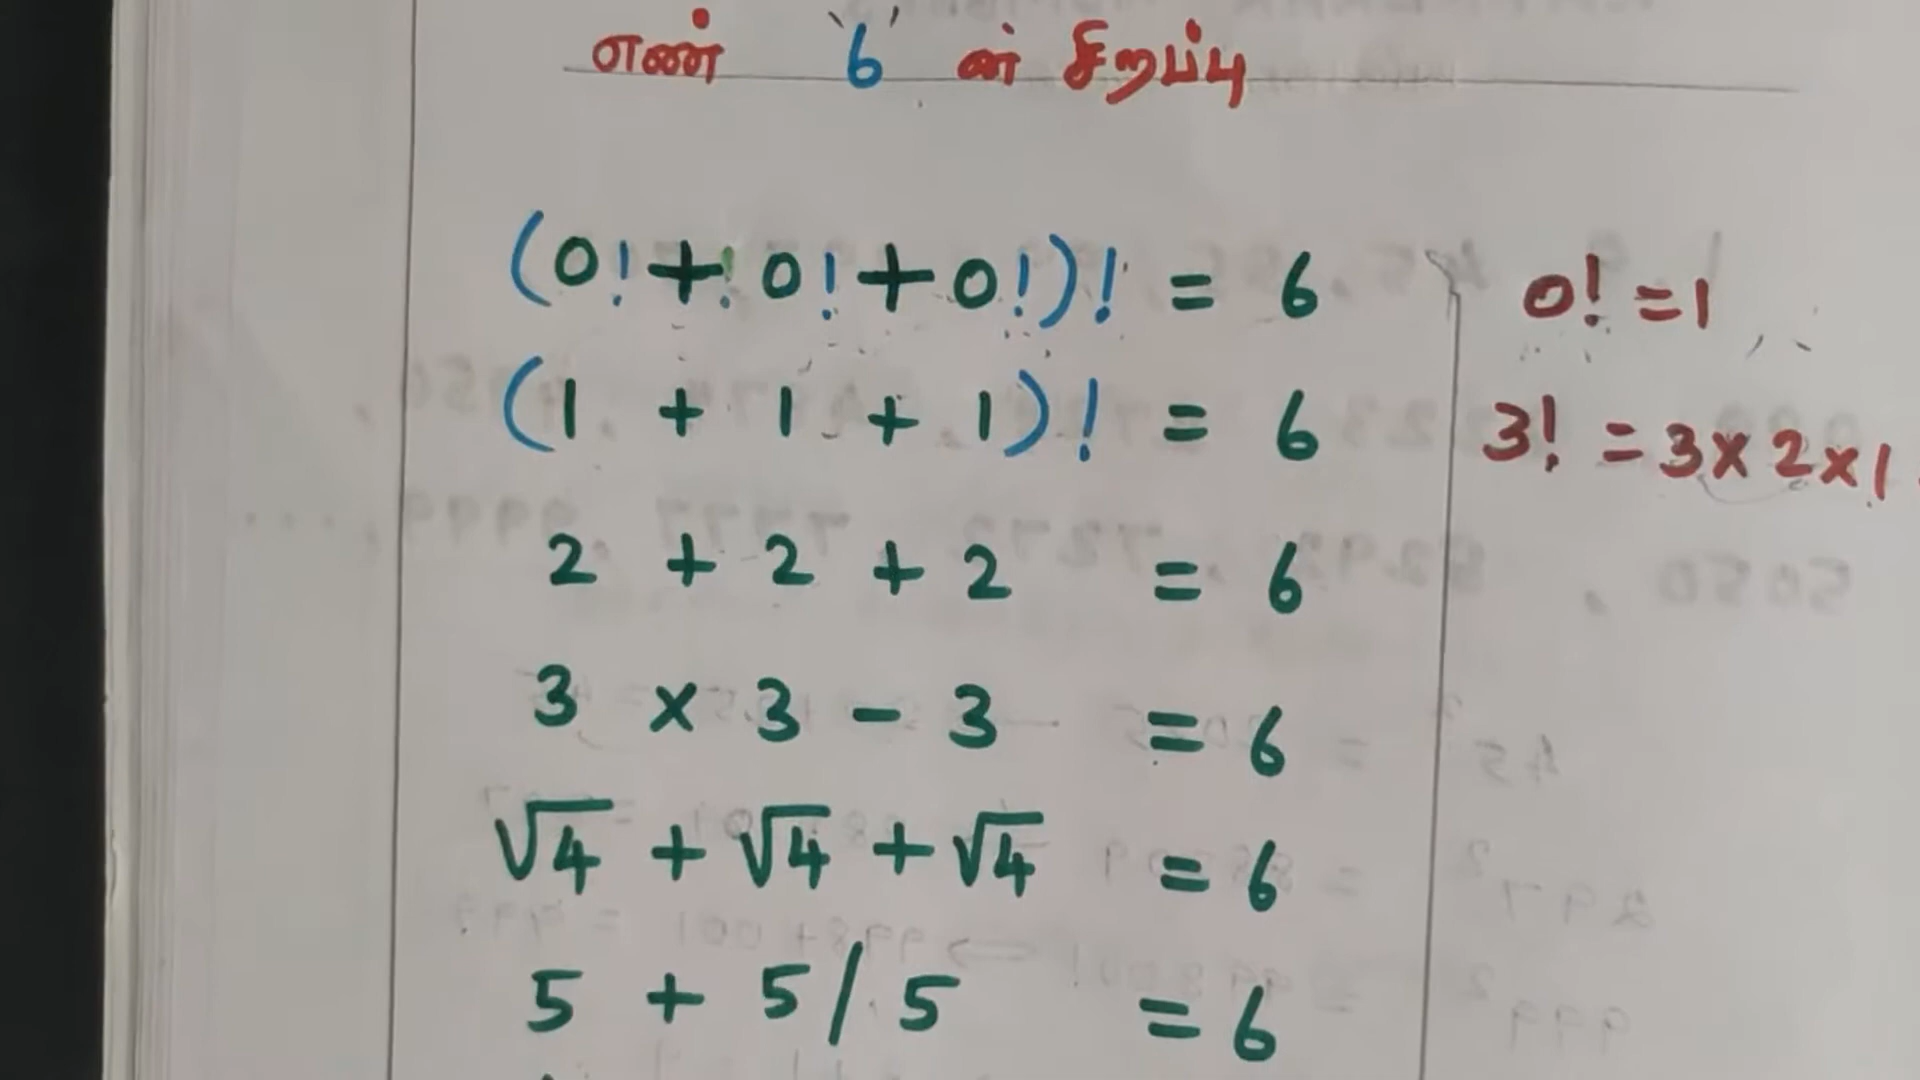 எண் '6' ன் சிறப்பு
(0! + 0! + 0!)! = 6
0! = 1
(1 + 1 + 1)! = 6
3! = 3 x 2 x 1
2 + 2 + 2 = 6
3 x 3 - 3 = 6
√4 + √4 + √4 = 6
5 + 5 / 5 = 6